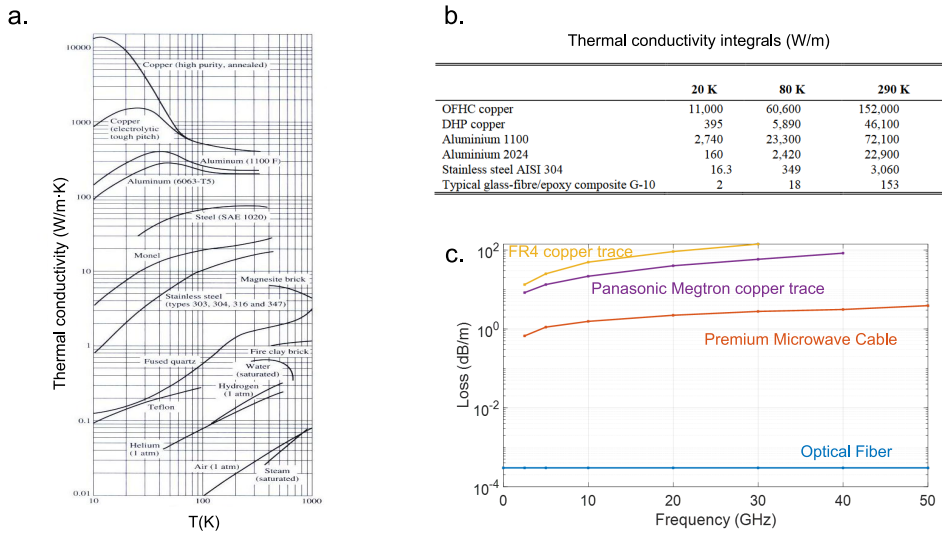 a.
10000
1000
100
10
1
0.1
0.01
10
100
1000
Thermal conductivity (W/m·K)
T(K)
Copper (high purity, annealed)
Copper
(electrolytic
tough pitch)
Aluminum (1100 F)
Aluminum (6063-T5)
Steel (SAE 1020)
Monel
Magnesite brick
Stainless steel
(types 303, 304, 316 and 347)
Fire clay brick
Fused quartz
Water
(saturated)
Hydrogen
(1 atm)
Teflon
Helium
(1 atm)
Air (1 atm)
Steam
(saturated)
b.
Thermal conductivity integrals (W/m)
20 K 80 K 290 K
OFHC copper 11,000 60,600 152,000
DHP copper 395 5,890 46,100
Aluminium 1100 2,740 23,300 72,100
Aluminium 2024 160 2,420 22,900
Stainless steel AISI 304 16.3 349 3,060
Typical glass-fibre/epoxy composite G-10 2 18 153
c.
10^2
10^0
10^-2
10^-4
Loss (dB/m)
FR4 copper trace
Panasonic Megtron copper trace
Premium Microwave Cable
Optical Fiber
0 10 20 30 40 50
Frequency (GHz)